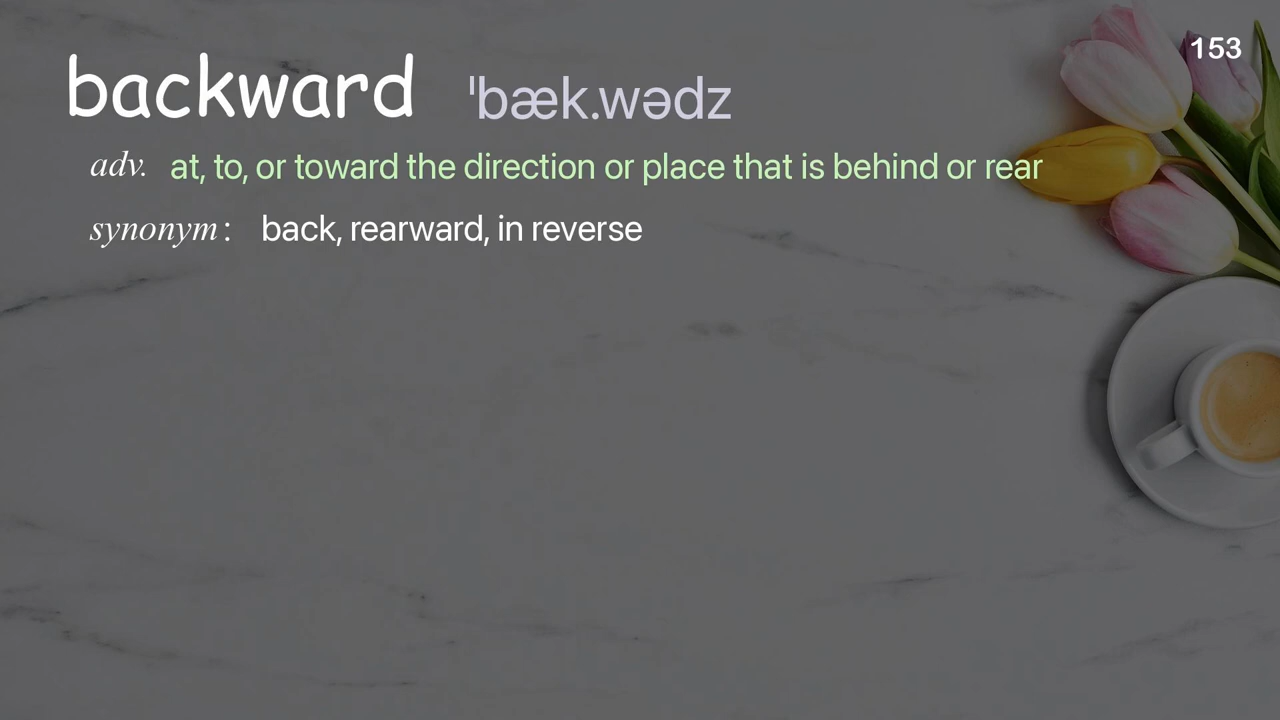 153
backward ˈbæk.wədz
adv. at, to, or toward the direction or place that is behind or rear
synonym : back, rearward, in reverse